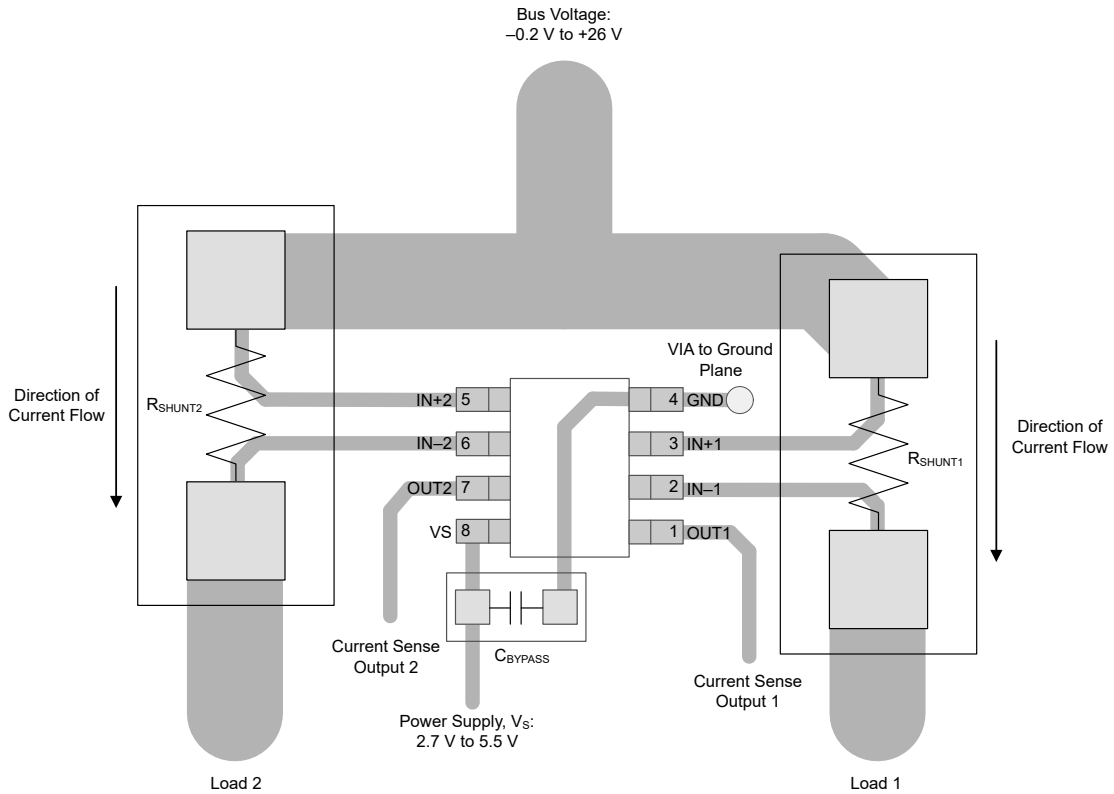 Bus Voltage:
–0.2 V to +26 V
VIA to Ground
Plane
Direction of
Current Flow
RSHUNT2
IN+2 5
4 GND
IN–2 6
3 IN+1
Direction of
Current Flow
RSHUNT1
OUT2 7
2 IN–1
VS 8
1 OUT1
Current Sense
Output 2
CBYPASS
Current Sense
Output 1
Power Supply, VS:
2.7 V to 5.5 V
Load 2
Load 1